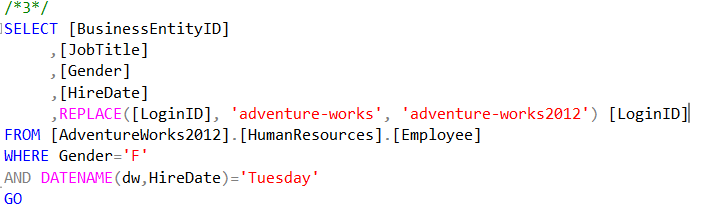 /*3*/
SELECT [BusinessEntityID]
,[JobTitle]
,[Gender]
,[HireDate]
,REPLACE([LoginID], 'adventure-works', 'adventure-works2012') [LoginID]
FROM [AdventureWorks2012].[HumanResources].[Employee]
WHERE Gender='F'
AND DATENAME(dw,HireDate)='Tuesday'
GO